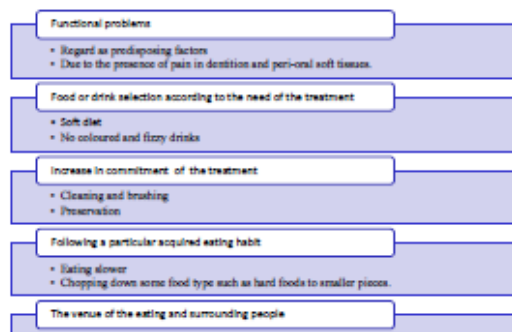 Functional problems
• Regard as predisposing factors
• Due to the presence of pain in dentition and peri-oral soft tissues.
Food or drink selection according to the need of the treatment
• Soft diet
• No coloured and fizzy drinks
Increase in commitment of the treatment
• Cleaning and brushing
• Preservation
Following a particular acquired eating habit
• Eating slower
• Chopping down some food type such as hard foods to smaller pieces.
The venue of the eating and surrounding people